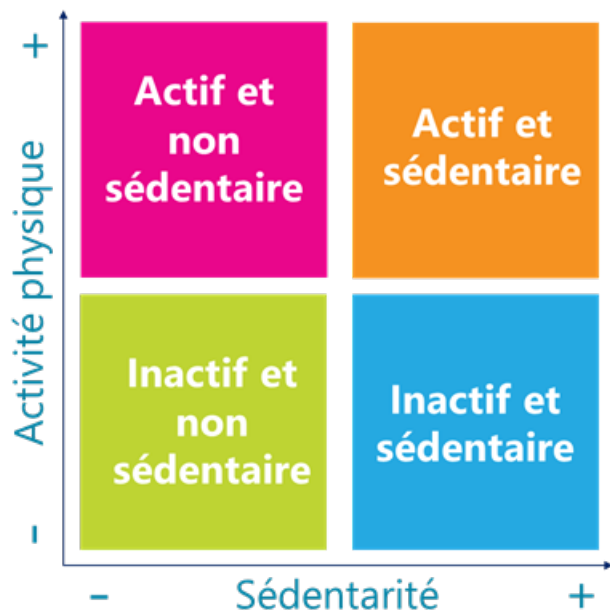 +
Activité physique
-
Actif et
non
sédentaire
Actif et
sédentaire
Inactif et
non
sédentaire
Inactif et
sédentaire
-
Sédentarité
+